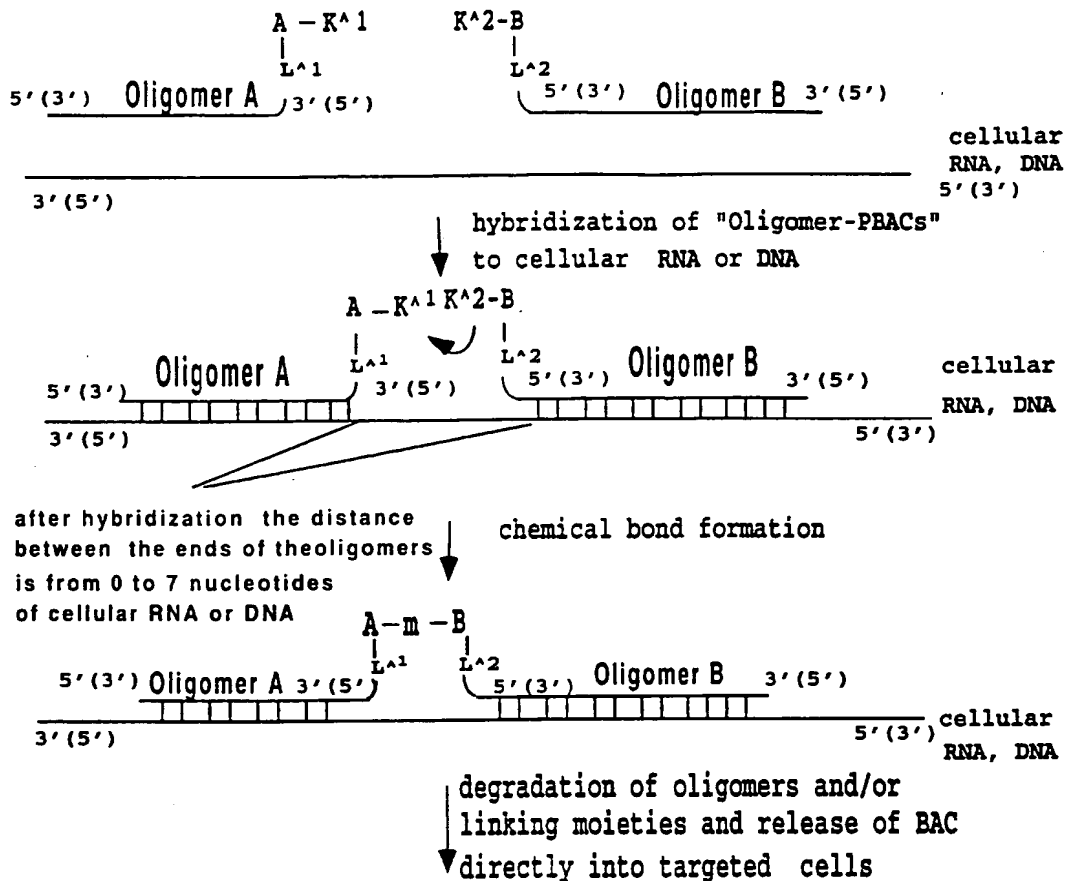 A - K^1 K^2-B
L^1 L^2
5'(3') Oligomer A 3'(5') 5'(3') Oligomer B 3'(5')
cellular
RNA, DNA
3'(5') 5'(3')
hybridization of "Oligomer-PBACs"
to cellular RNA or DNA
A - K^1 K^2-B
L^1 L^2
5'(3') Oligomer A 3'(5') 5'(3') Oligomer B 3'(5')
cellular
RNA, DNA
3'(5') 5'(3')
after hybridization the distance
between the ends of theoligomers
is from 0 to 7 nucleotides
of cellular RNA or DNA
chemical bond formation
A-m-B
L^1 L^2
5'(3') Oligomer A 3'(5') 5'(3') Oligomer B 3'(5')
3'(5') 5'(3') cellular
RNA, DNA
degradation of oligomers and/or
linking moieties and release of BAC
directly into targeted cells